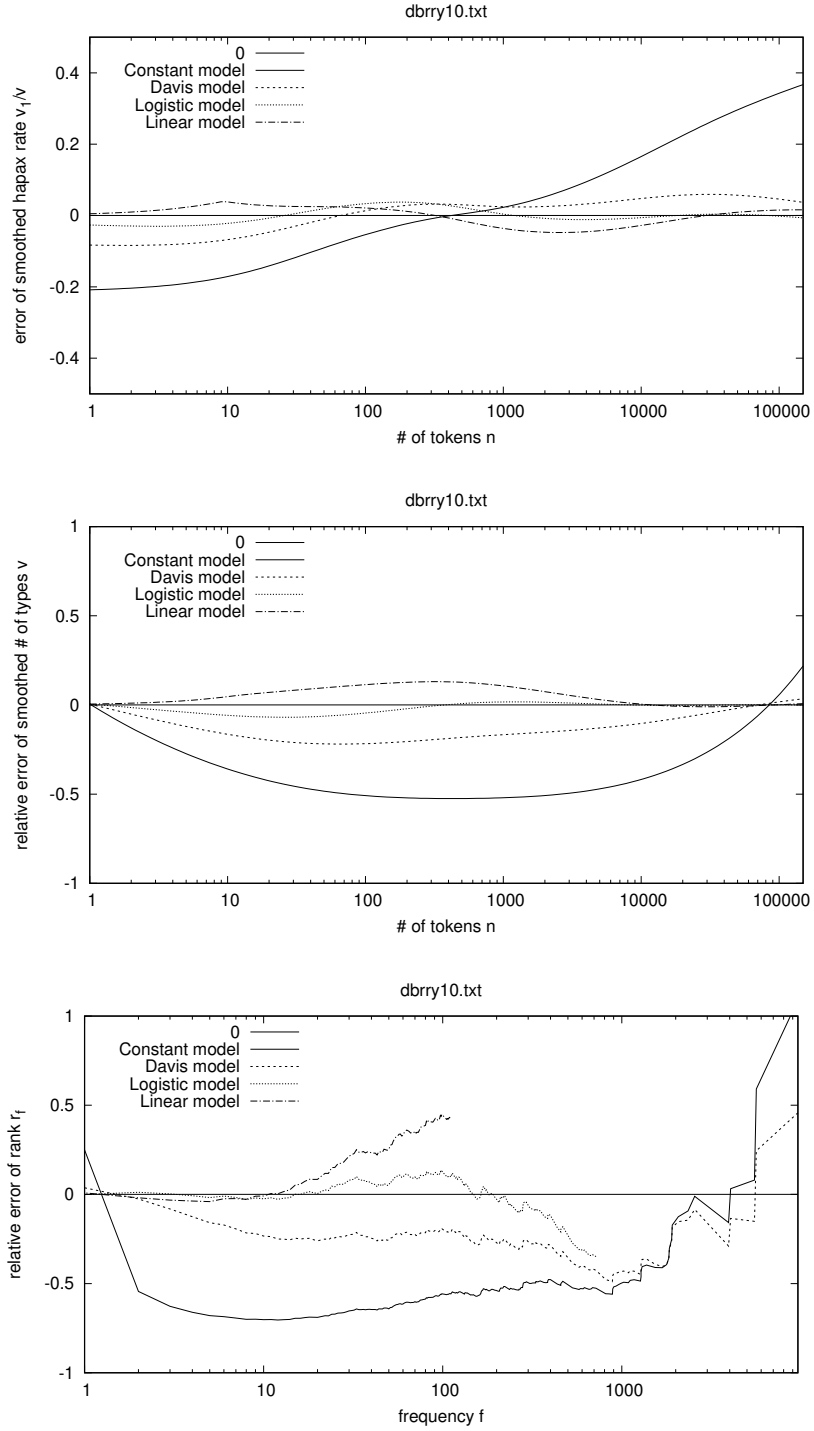 dbrry10.txt
0
Constant model
Davis model
Logistic model
Linear model
error of smoothed hapax rate v₁/v
0.4
0.2
0
-0.2
-0.4
1 10 100 1000 10000 100000
# of tokens n
dbrry10.txt
0
Constant model
Davis model
Logistic model
Linear model
relative error of smoothed # of types v
1
0.5
0
-0.5
-1
1 10 100 1000 10000 100000
# of tokens n
dbrry10.txt
0
Constant model
Davis model
Logistic model
Linear model
relative error of rank r_f
1
0.5
0
-0.5
-1
1 10 100 1000
frequency f